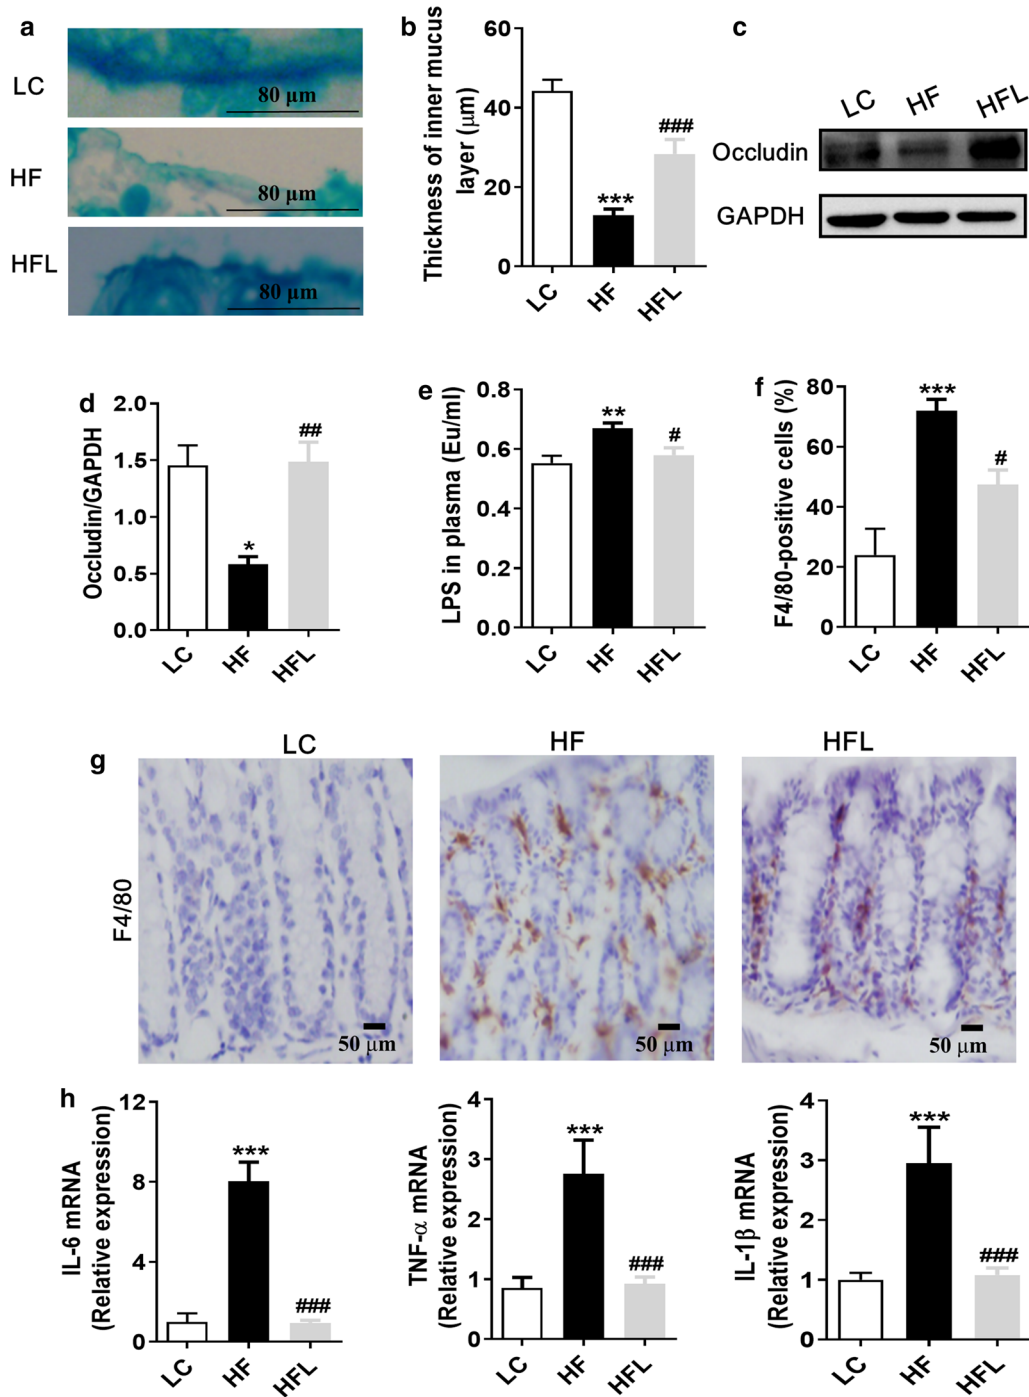 a
LC
80 µm
HF
80 µm
HFL
80 µm
b
Thickness of inner mucus
layer (µm)
60
40
20
0
***
###
LC
HF
HFL
c
LC
HF
HFL
Occludin
GAPDH
d
Occludin/GAPDH
2.0
1.5
1.0
0.5
0.0
*
##
LC
HF
HFL
e
LPS in plasma (Eu/ml)
0.8
0.6
0.4
0.2
0.0
**
#
LC
HF
HFL
f
F4/80-positive cells (%)
80
60
40
20
0
***
#
LC
HF
HFL
g
LC
HF
HFL
F4/80
50 µm
50 µm
50 µm
h
IL-6 mRNA
(Relative expression)
12
8
4
0
***
###
LC
HF
HFL
TNF-α mRNA
(Relative expression)
4
3
2
1
0
***
###
LC
HF
HFL
IL-1β mRNA
(Relative expression)
4
3
2
1
0
***
###
LC
HF
HFL